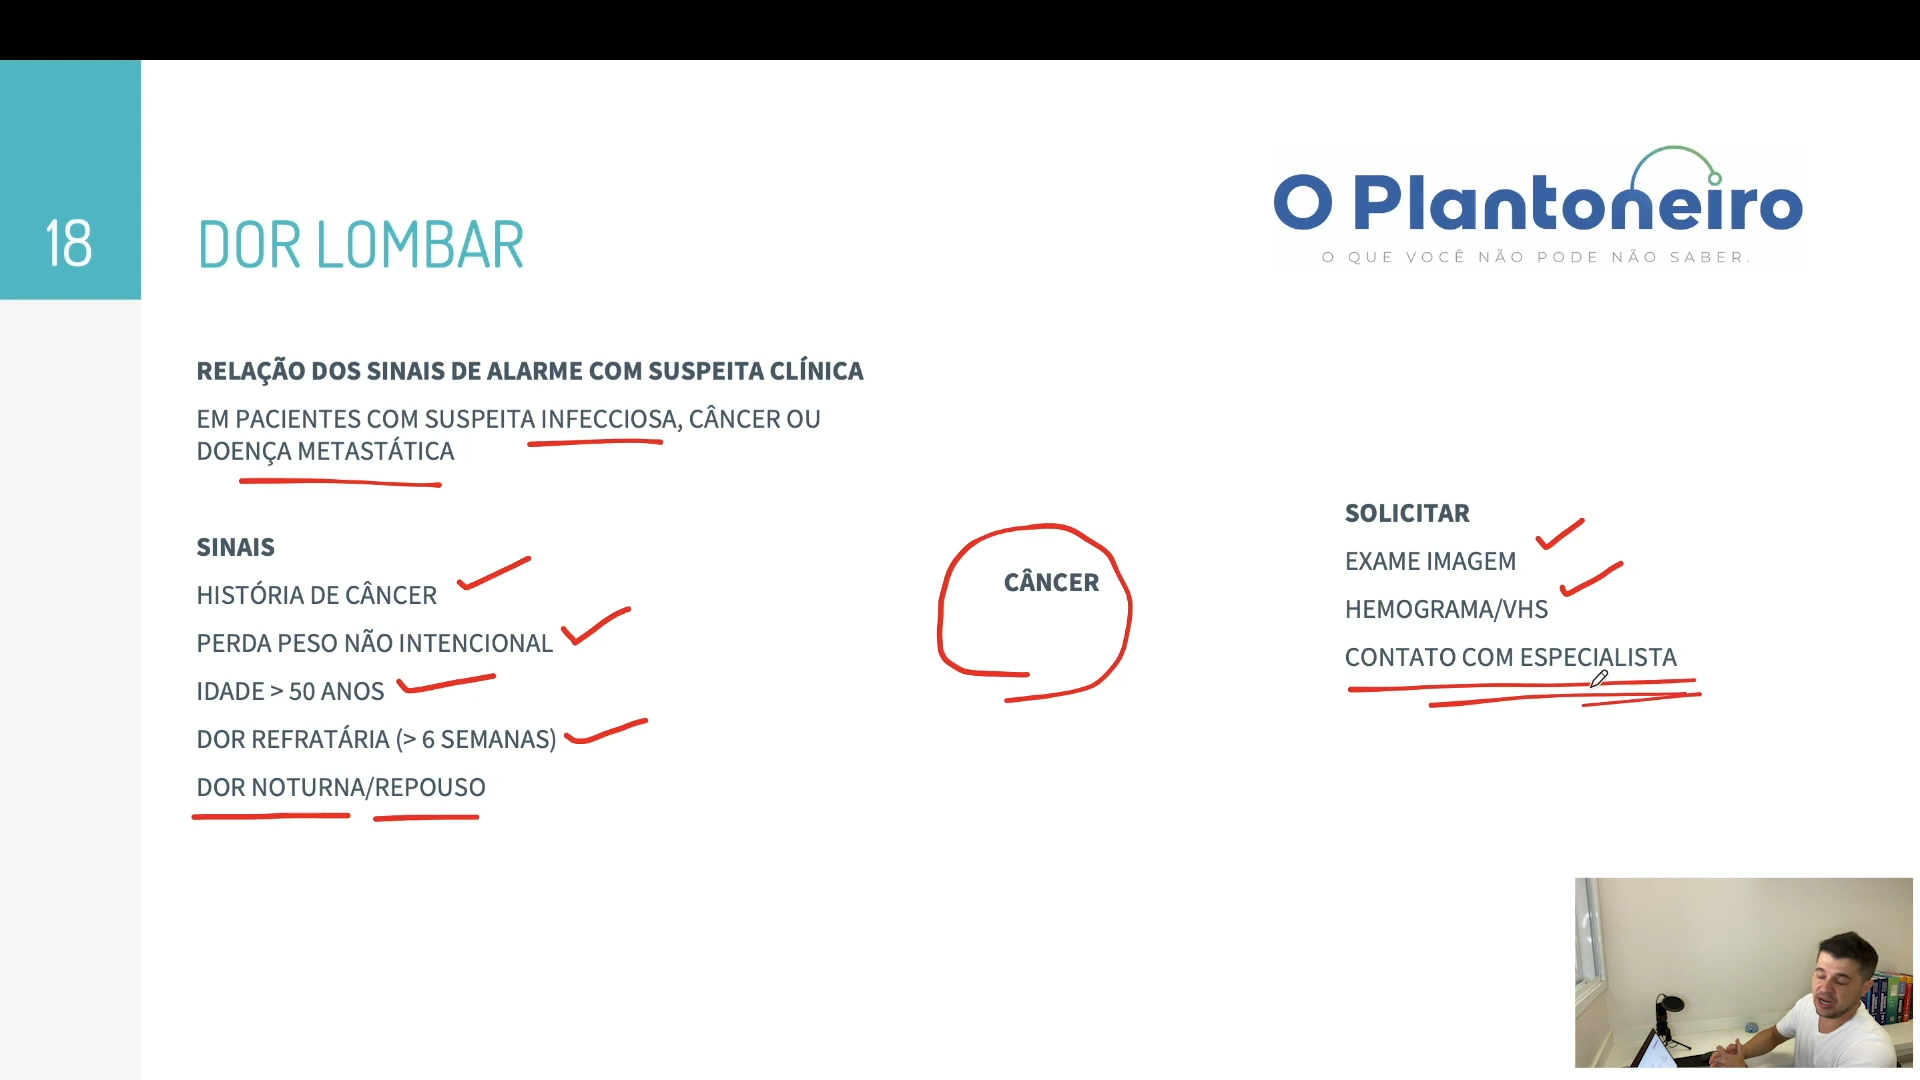 18
DOR LOMBAR
O Plantoneiro
O QUE VOCÊ NÃO PODE NÃO SABER.
RELAÇÃO DOS SINAIS DE ALARME COM SUSPEITA CLÍNICA
EM PACIENTES COM SUSPEITA INFECCIOSA, CÂNCER OU
DOENÇA METASTÁTICA
SINAIS
HISTÓRIA DE CÂNCER
PERDA PESO NÃO INTENCIONAL
IDADE > 50 ANOS
DOR REFRATÁRIA (> 6 SEMANAS)
DOR NOTURNA/REPOUSO
CÂNCER
SOLICITAR
EXAME IMAGEM
HEMOGRAMA/VHS
CONTATO COM ESPECIALISTA